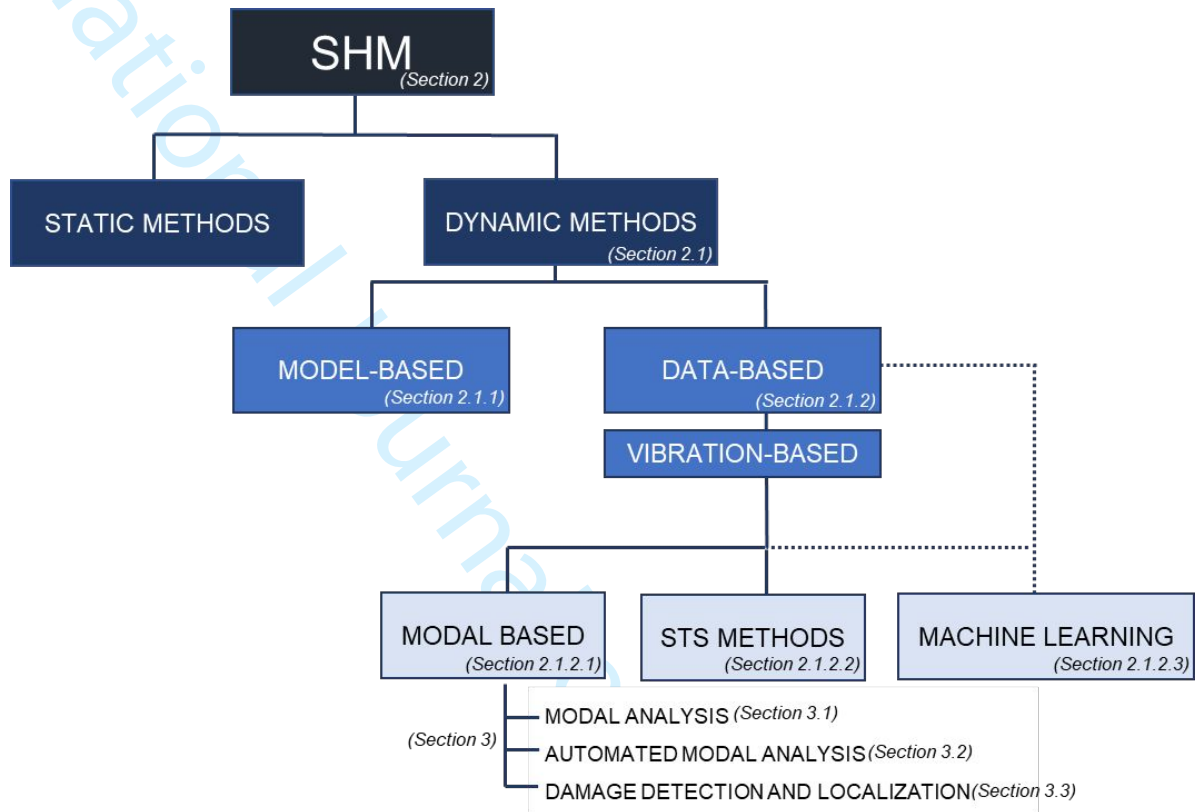 SHM
(Section 2)
STATIC METHODS
DYNAMIC METHODS
(Section 2.1)
MODEL-BASED
(Section 2.1.1)
DATA-BASED
(Section 2.1.2)
VIBRATION-BASED
MODAL BASED
(Section 2.1.2.1)
STS METHODS
(Section 2.1.2.2)
MACHINE LEARNING
(Section 2.1.2.3)
(Section 3)
MODAL ANALYSIS (Section 3.1)
AUTOMATED MODAL ANALYSIS (Section 3.2)
DAMAGE DETECTION AND LOCALIZATION (Section 3.3)
national Journal